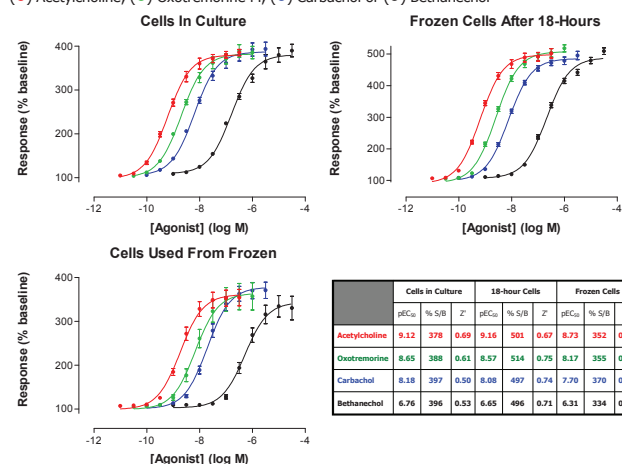 (●) Acetylcholine, (●) Oxotremorine M, (●) Carbachol or (●) Bethanechol
Cells In Culture
Response (% baseline)
400
300
200
100
-12 -10 -8 -6 -4
[Agonist] (log M)
Frozen Cells After 18-Hours
Response (% baseline)
500
400
300
200
100
-12 -10 -8 -6 -4
[Agonist] (log M)
Cells Used From Frozen
Response (% baseline)
400
300
200
100
-12 -10 -8 -6 -4
[Agonist] (log M)
Cells in Culture 18-hour Cells Frozen Cells
pEC₅₀ % S/B Z' pEC₅₀ % S/B Z' pEC₅₀ % S/B
Acetylcholine 9.12 378 0.69 9.16 501 0.67 8.73 352
Oxotremorine 8.65 388 0.61 8.57 514 0.75 8.17 355
Carbachol 8.18 397 0.50 8.08 497 0.74 7.70 370
Bethanechol 6.76 396 0.53 6.65 496 0.71 6.31 334